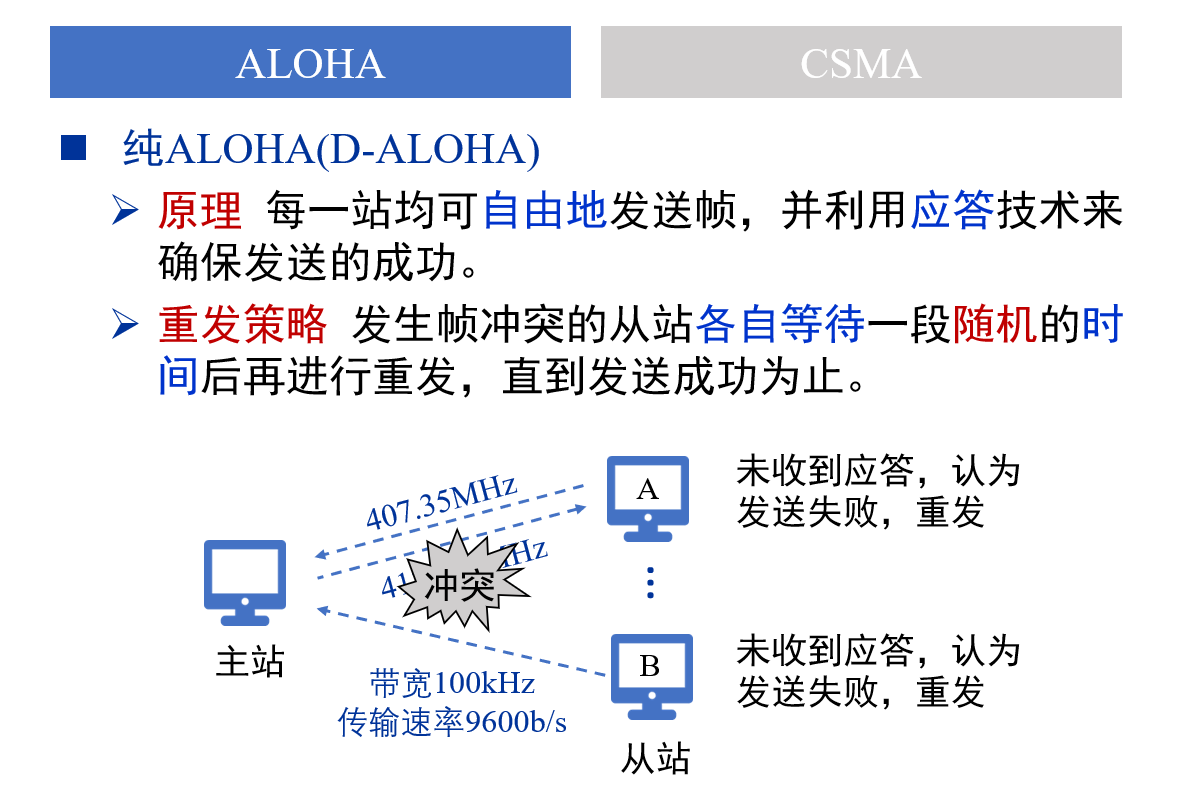 ALOHA
CSMA
纯ALOHA(D-ALOHA)
原理 每一站均可自由地发送帧，并利用应答技术来
确保发送的成功。
重发策略 发生帧冲突的从站各自等待一段随机的时
间后再进行重发，直到发送成功为止。
407.35MHz
冲突
A
未收到应答，认为
发送失败，重发
主站
B
未收到应答，认为
发送失败，重发
带宽100kHz
传输速率9600b/s
从站